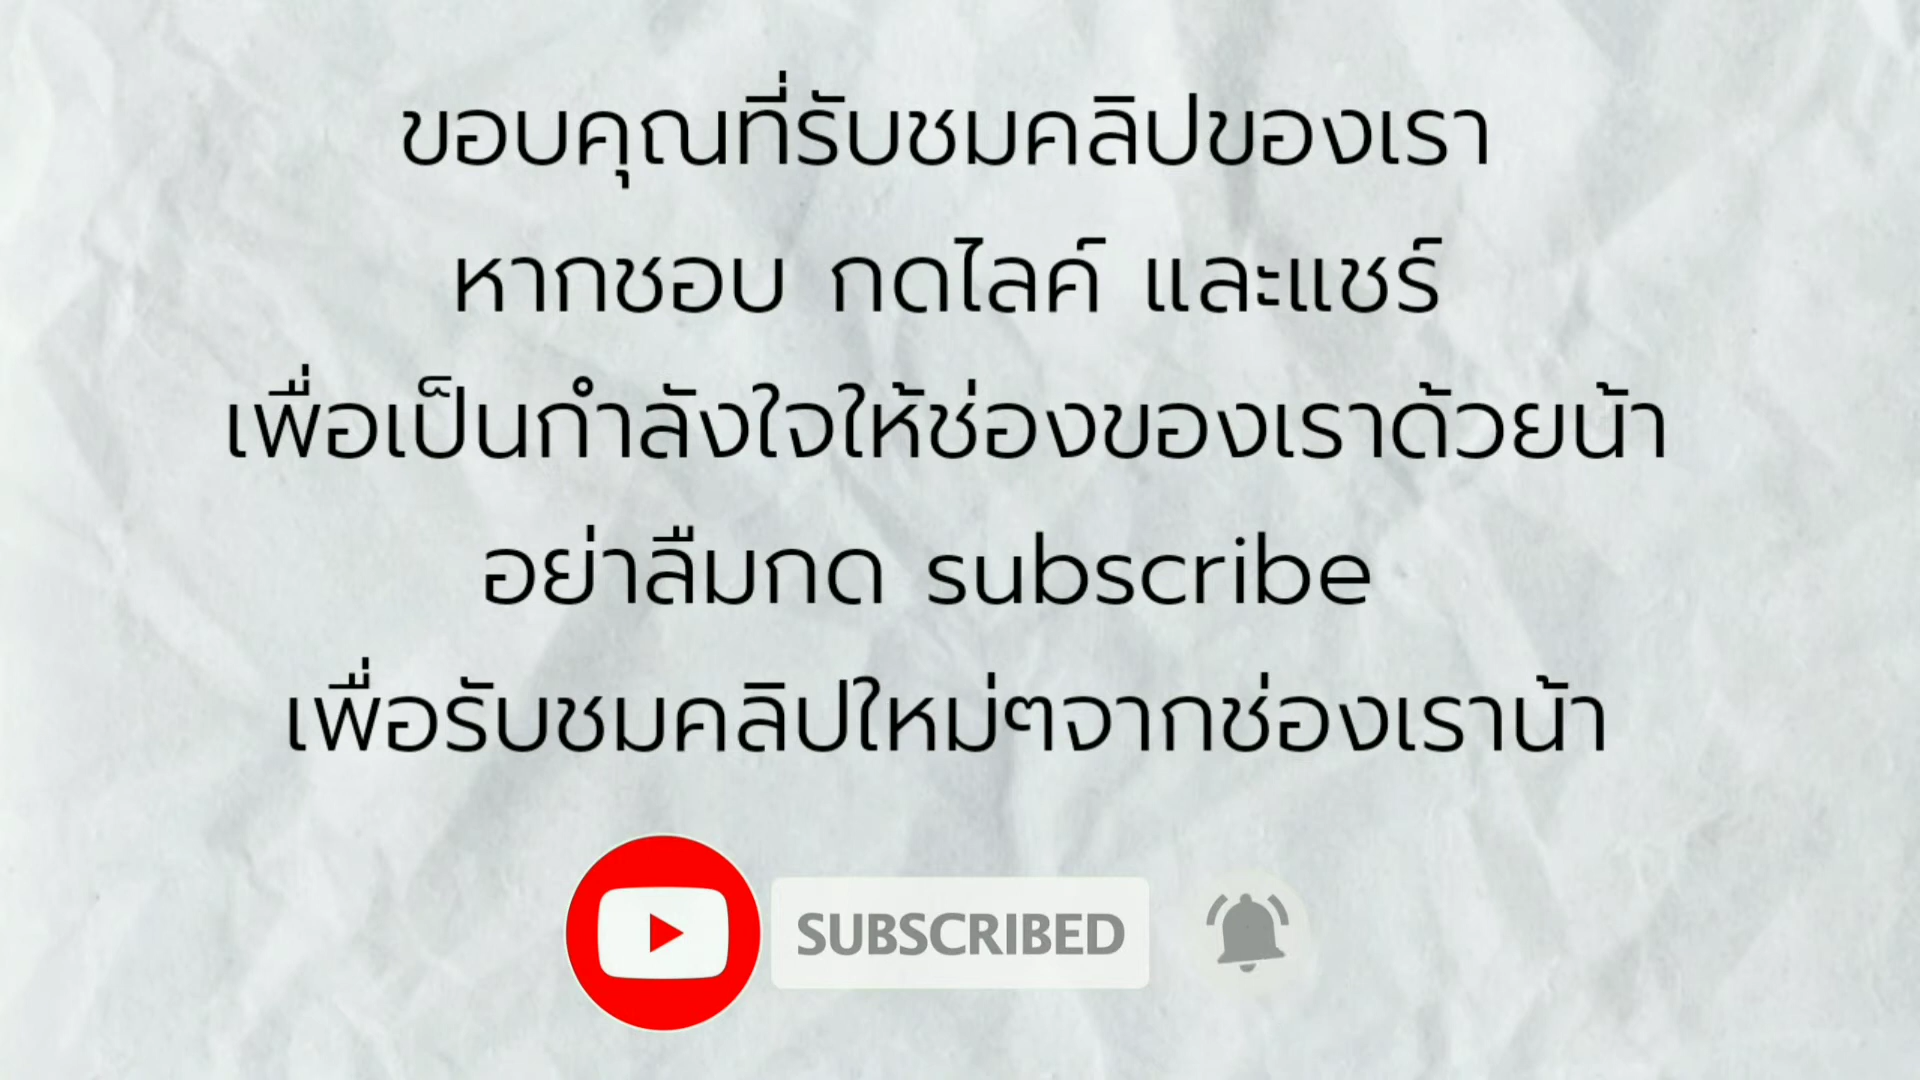 ขอบคุณที่รับชมคลิปของเรา
หากชอบ กดไลค์ และแชร์
เพื่อเป็นกำลังใจให้ช่องของเราด้วยน้า
อย่าลืมกด subscribe
เพื่อรับชมคลิปใหม่ๆจากช่องเราน้า
SUBSCRIBED